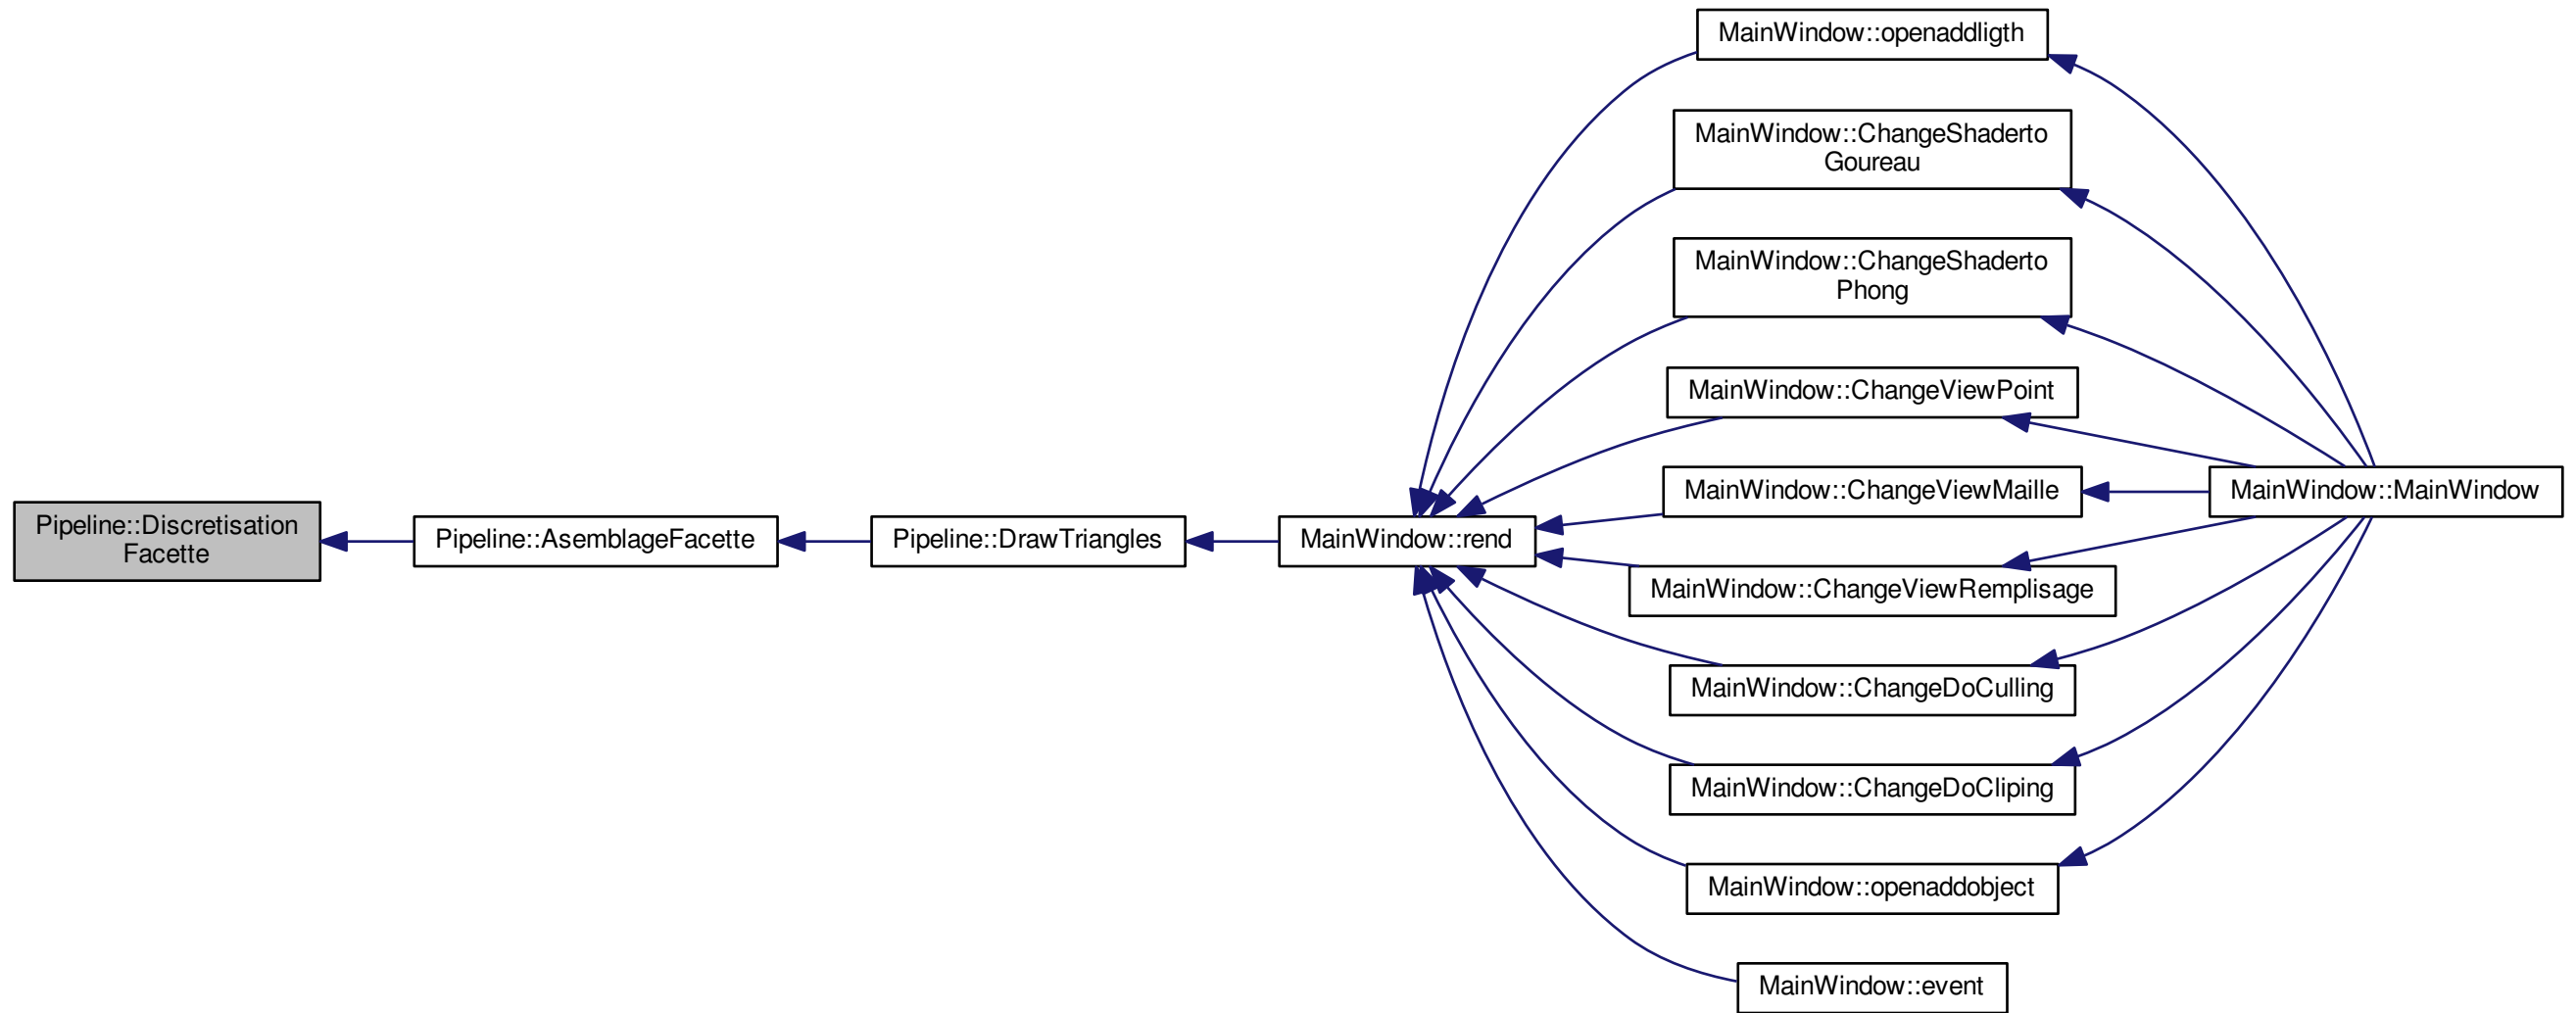 Pipeline::Discretisation
Facette
Pipeline::AsemblageFacette
Pipeline::DrawTriangles
MainWindow::rend
MainWindow::openaddligth
MainWindow::ChangeShaderto
Goureau
MainWindow::ChangeShaderto
Phong
MainWindow::ChangeViewPoint
MainWindow::ChangeViewMaille
MainWindow::ChangeViewRemplisage
MainWindow::ChangeDoCulling
MainWindow::ChangeDoCliping
MainWindow::openaddobject
MainWindow::event
MainWindow::MainWindow